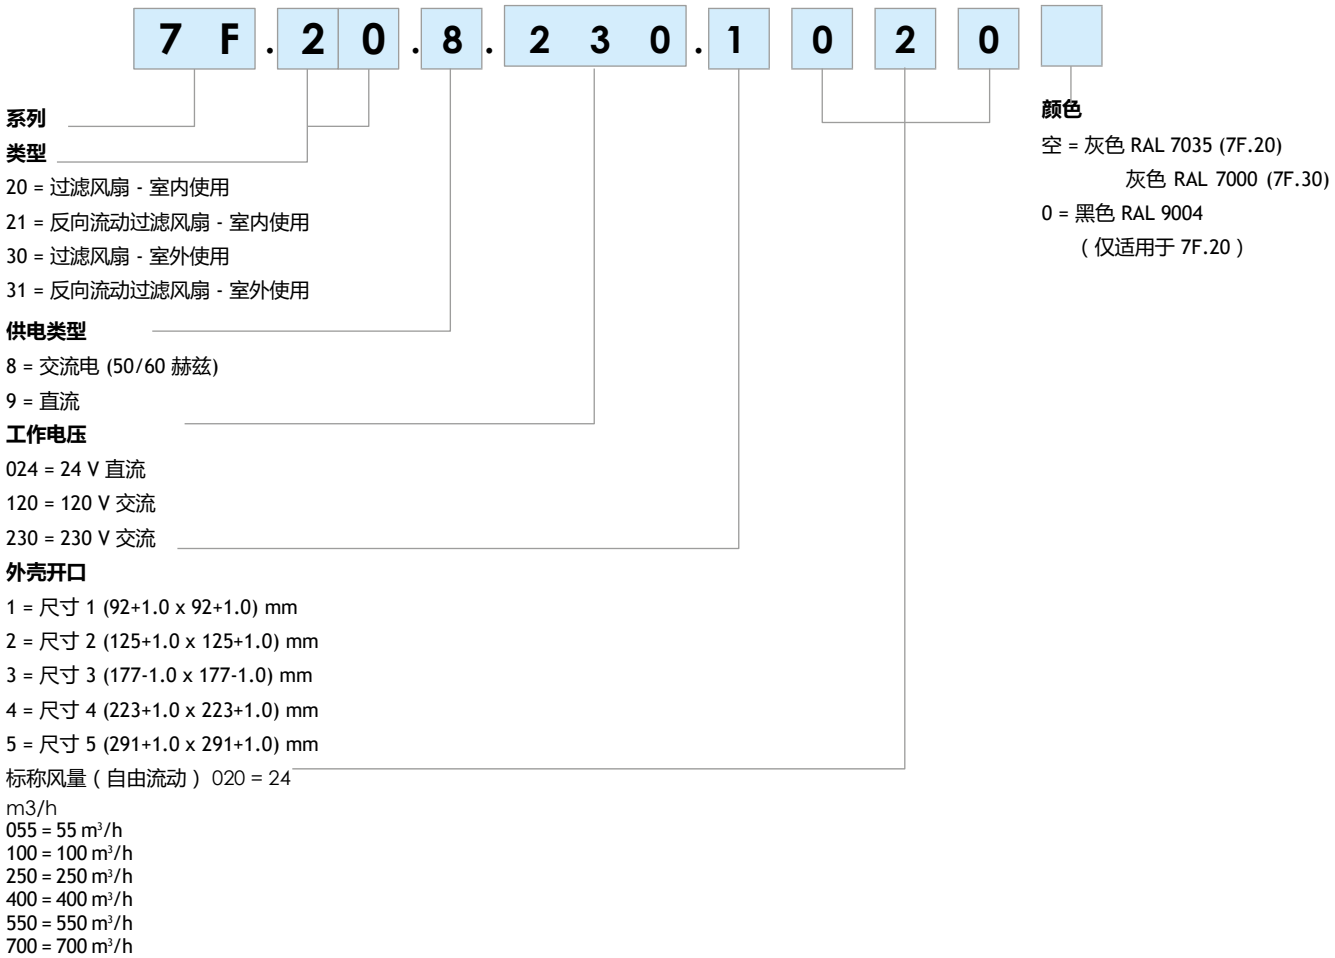 7 F . 2 0 . 8 . 2 3 0 . 1 0 2 0
系列
类型
20 = 过滤风扇 - 室内使用
21 = 反向流动过滤风扇 - 室内使用
30 = 过滤风扇 - 室外使用
31 = 反向流动过滤风扇 - 室外使用
供电类型
8 = 交流电 (50/60 赫兹)
9 = 直流
工作电压
024 = 24 V 直流
120 = 120 V 交流
230 = 230 V 交流
外壳开口
1 = 尺寸 1 (92+1.0 x 92+1.0) mm
2 = 尺寸 2 (125+1.0 x 125+1.0) mm
3 = 尺寸 3 (177-1.0 x 177-1.0) mm
4 = 尺寸 4 (223+1.0 x 223+1.0) mm
5 = 尺寸 5 (291+1.0 x 291+1.0) mm
标称风量（自由流动）020 = 24
m3/h
055 = 55 m³/h
100 = 100 m³/h
250 = 250 m³/h
400 = 400 m³/h
550 = 550 m³/h
700 = 700 m³/h
颜色
空 = 灰色 RAL 7035 (7F.20)
灰色 RAL 7000 (7F.30)
0 = 黑色 RAL 9004
（仅适用于 7F.20）